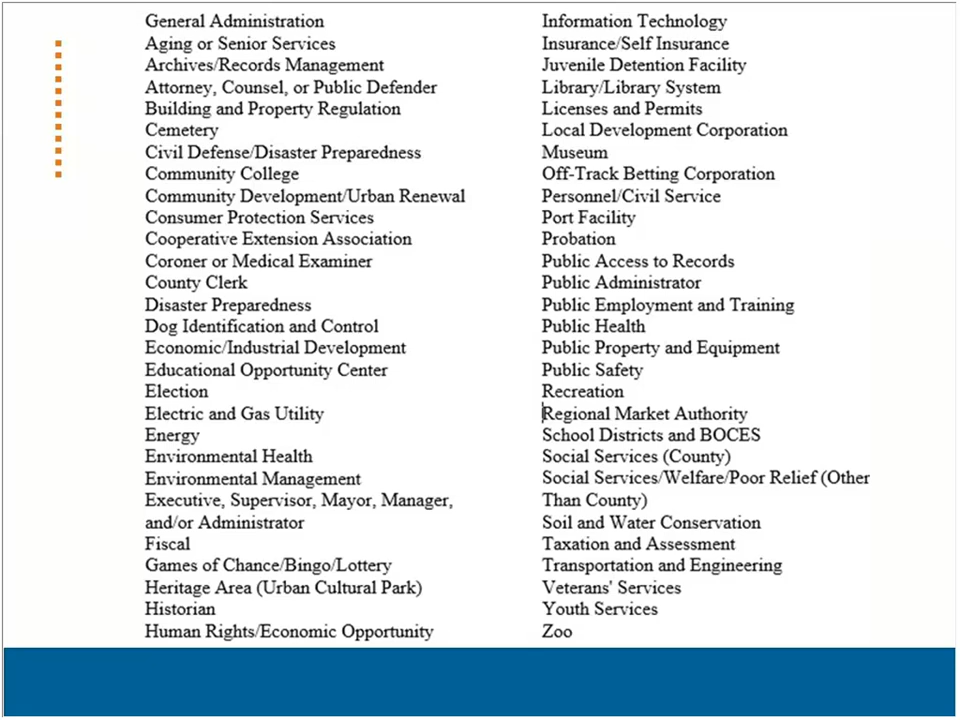 General Administration
Aging or Senior Services
Archives/Records Management
Attorney, Counsel, or Public Defender
Building and Property Regulation
Cemetery
Civil Defense/Disaster Preparedness
Community College
Community Development/Urban Renewal
Consumer Protection Services
Cooperative Extension Association
Coroner or Medical Examiner
County Clerk
Disaster Preparedness
Dog Identification and Control
Economic/Industrial Development
Educational Opportunity Center
Election
Electric and Gas Utility
Energy
Environmental Health
Environmental Management
Executive, Supervisor, Mayor, Manager,
and/or Administrator
Fiscal
Games of Chance/Bingo/Lottery
Heritage Area (Urban Cultural Park)
Historian
Human Rights/Economic Opportunity
Information Technology
Insurance/Self Insurance
Juvenile Detention Facility
Library/Library System
Licenses and Permits
Local Development Corporation
Museum
Off-Track Betting Corporation
Personnel/Civil Service
Port Facility
Probation
Public Access to Records
Public Administrator
Public Employment and Training
Public Health
Public Property and Equipment
Public Safety
Recreation
Regional Market Authority
School Districts and BOCES
Social Services (County)
Social Services/Welfare/Poor Relief (Other
Than County)
Soil and Water Conservation
Taxation and Assessment
Transportation and Engineering
Veterans' Services
Youth Services
Zoo